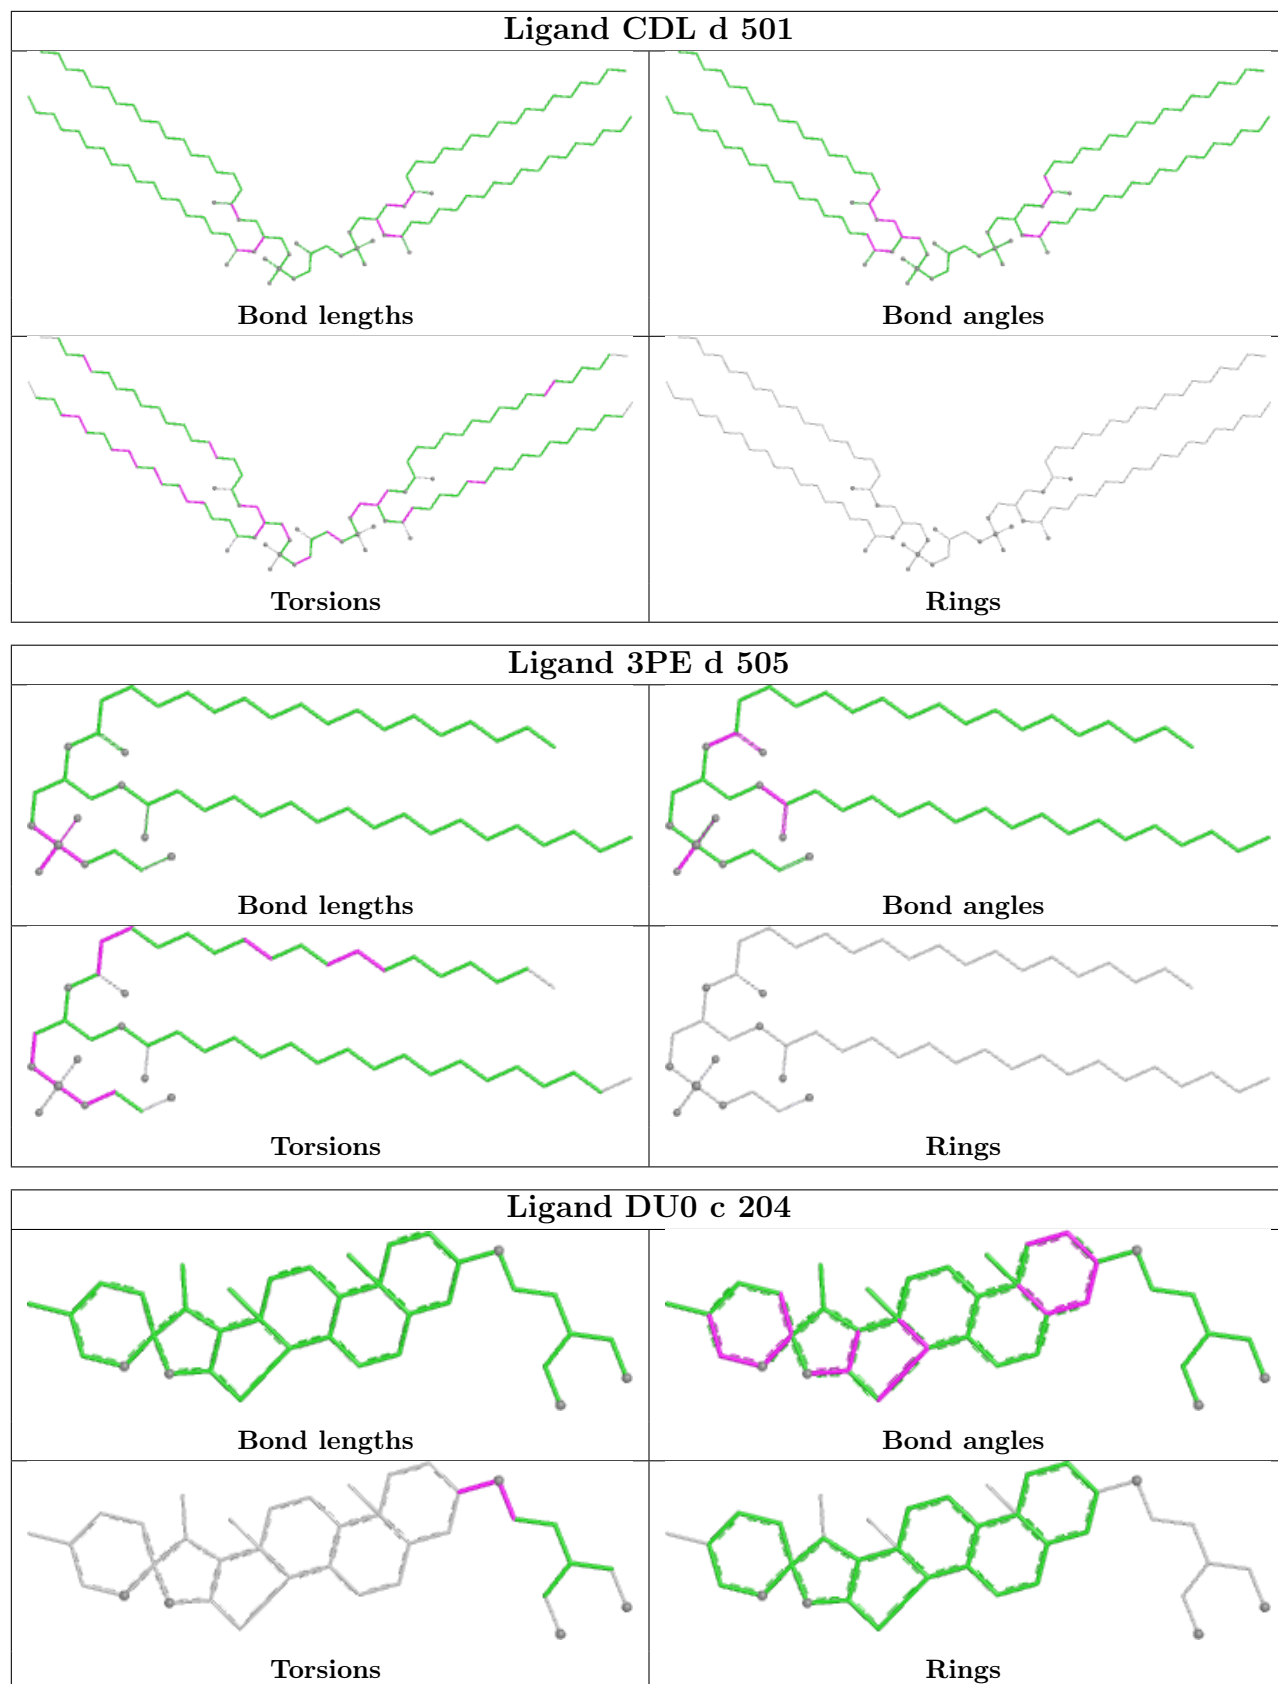 Ligand CDL d 501
Bond lengths
Bond angles
Torsions
Rings
Ligand 3PE d 505
Bond lengths
Bond angles
Torsions
Rings
Ligand DU0 c 204
Bond lengths
Bond angles
Torsions
Rings